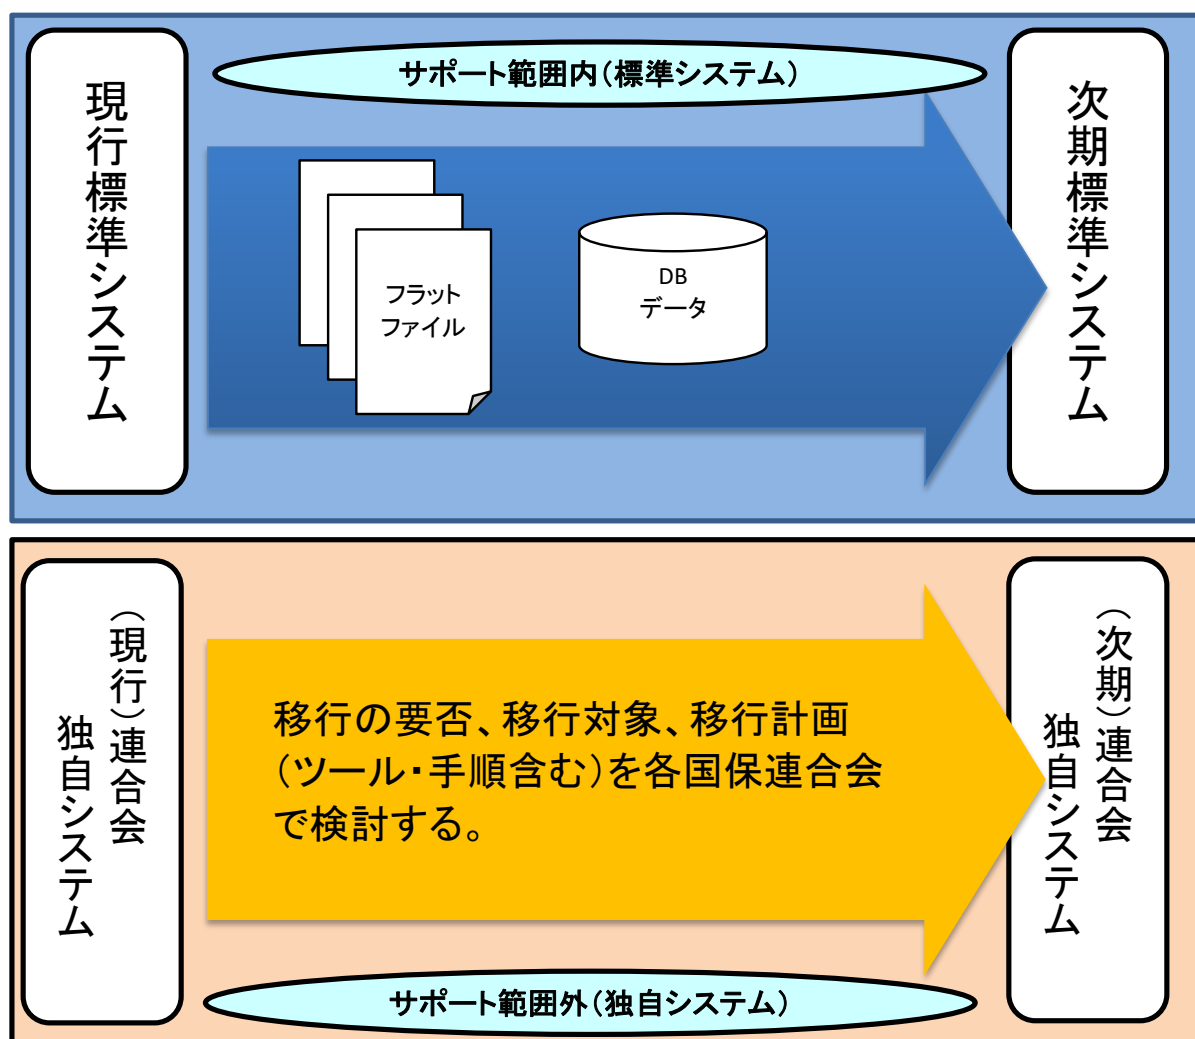 サポート範囲内(標準システム)
現行標準システム
フラット
ファイル
DB
データ
次期標準システム
(現行)連合会
独自システム
移行の要否、移行対象、移行計画
(ツール・手順含む)を各国保連合会
で検討する。
(次期)連合会
独自システム
サポート範囲外(独自システム)